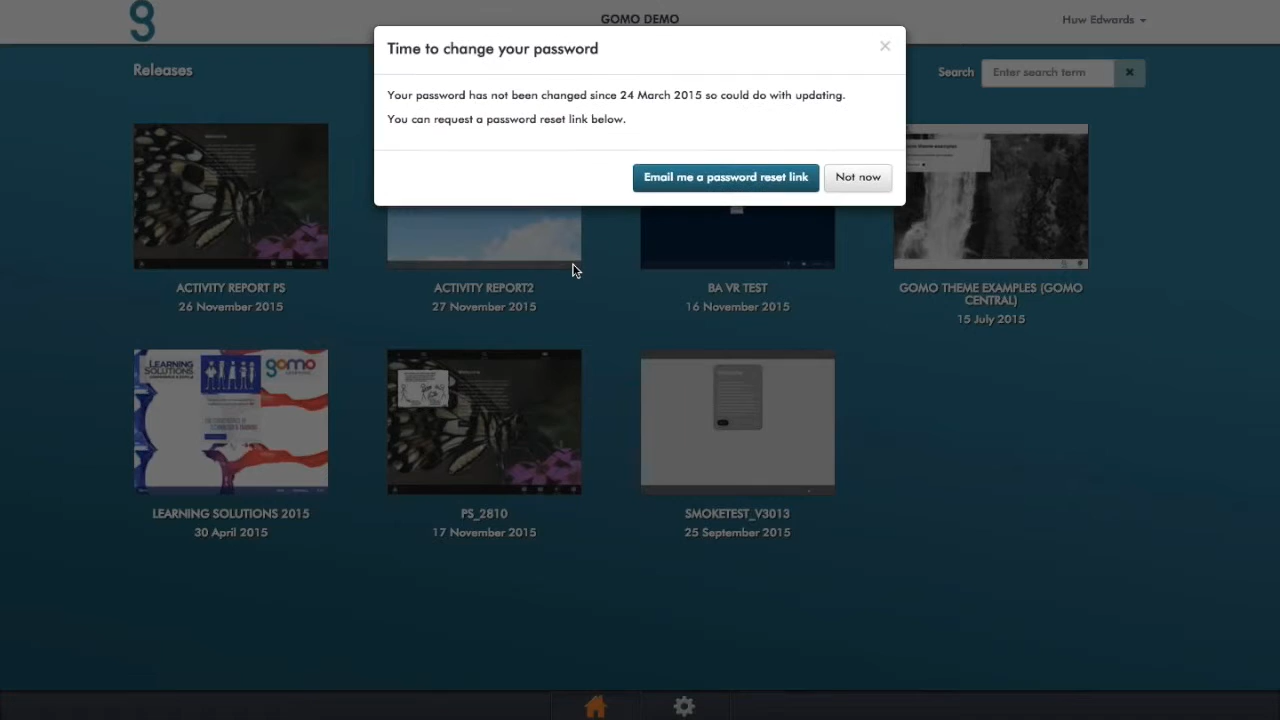 GOMO DEMO
Huw Edwards
Time to change your password
×
Your password has not been changed since 24 March 2015 so could do with updating.
You can request a password reset link below.
Email me a password reset link
Not now
Releases
Search
Enter search term
ACTIVITY REPORT PS
26 November 2015
ACTIVITY REPORT2
27 November 2015
BA VR TEST
16 November 2015
GOMO THEME EXAMPLES (GOMO
CENTRAL)
15 July 2015
LEARNING
SOLUTIONS
gomo
LEARNING SOLUTIONS 2015
30 April 2015
PS_2810
17 November 2015
SMOKETEST_V3013
25 September 2015